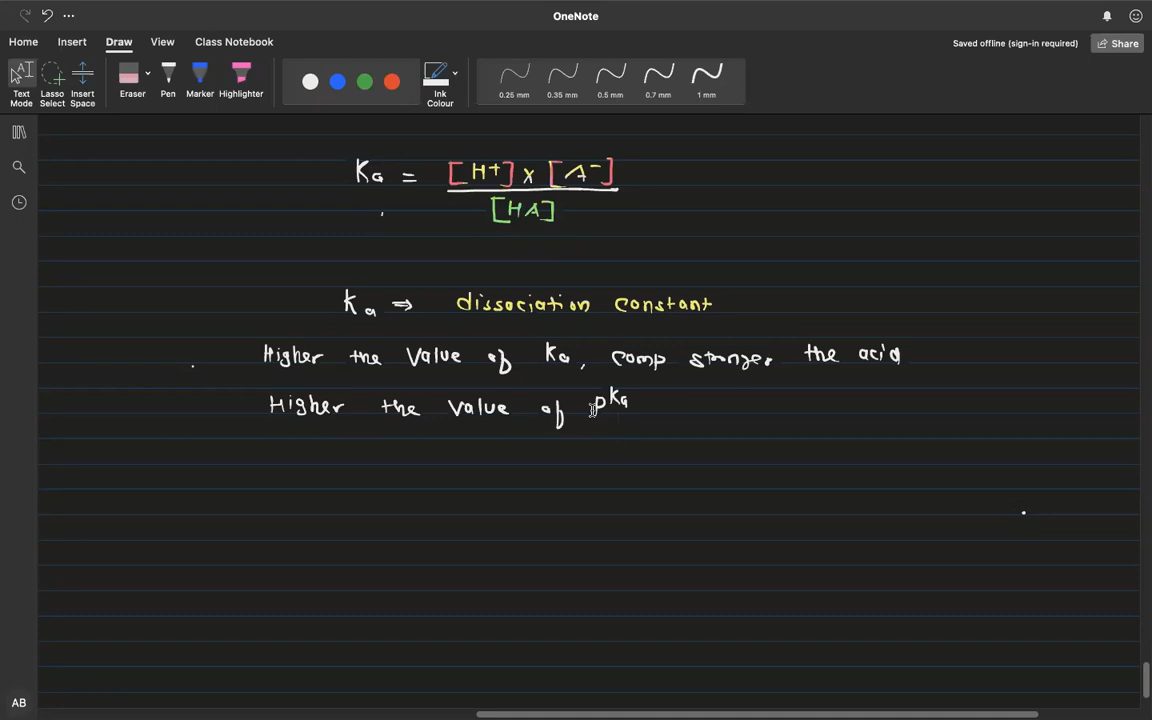 OneNote
Home Insert Draw View Class Notebook
Saved offline (sign-in required) Share
Text Mode
Lasso Select
Insert Space
Eraser Pen Marker Highlighter
Ink Colour
0.25 mm 0.35 mm 0.5 mm 0.7 mm 1 mm
Ka = [H+] x [A-]
[HA]
Ka ⇒ dissociation constant
Higher the Value of Ka, comp stronger the acid
Higher the value of pKa
AB